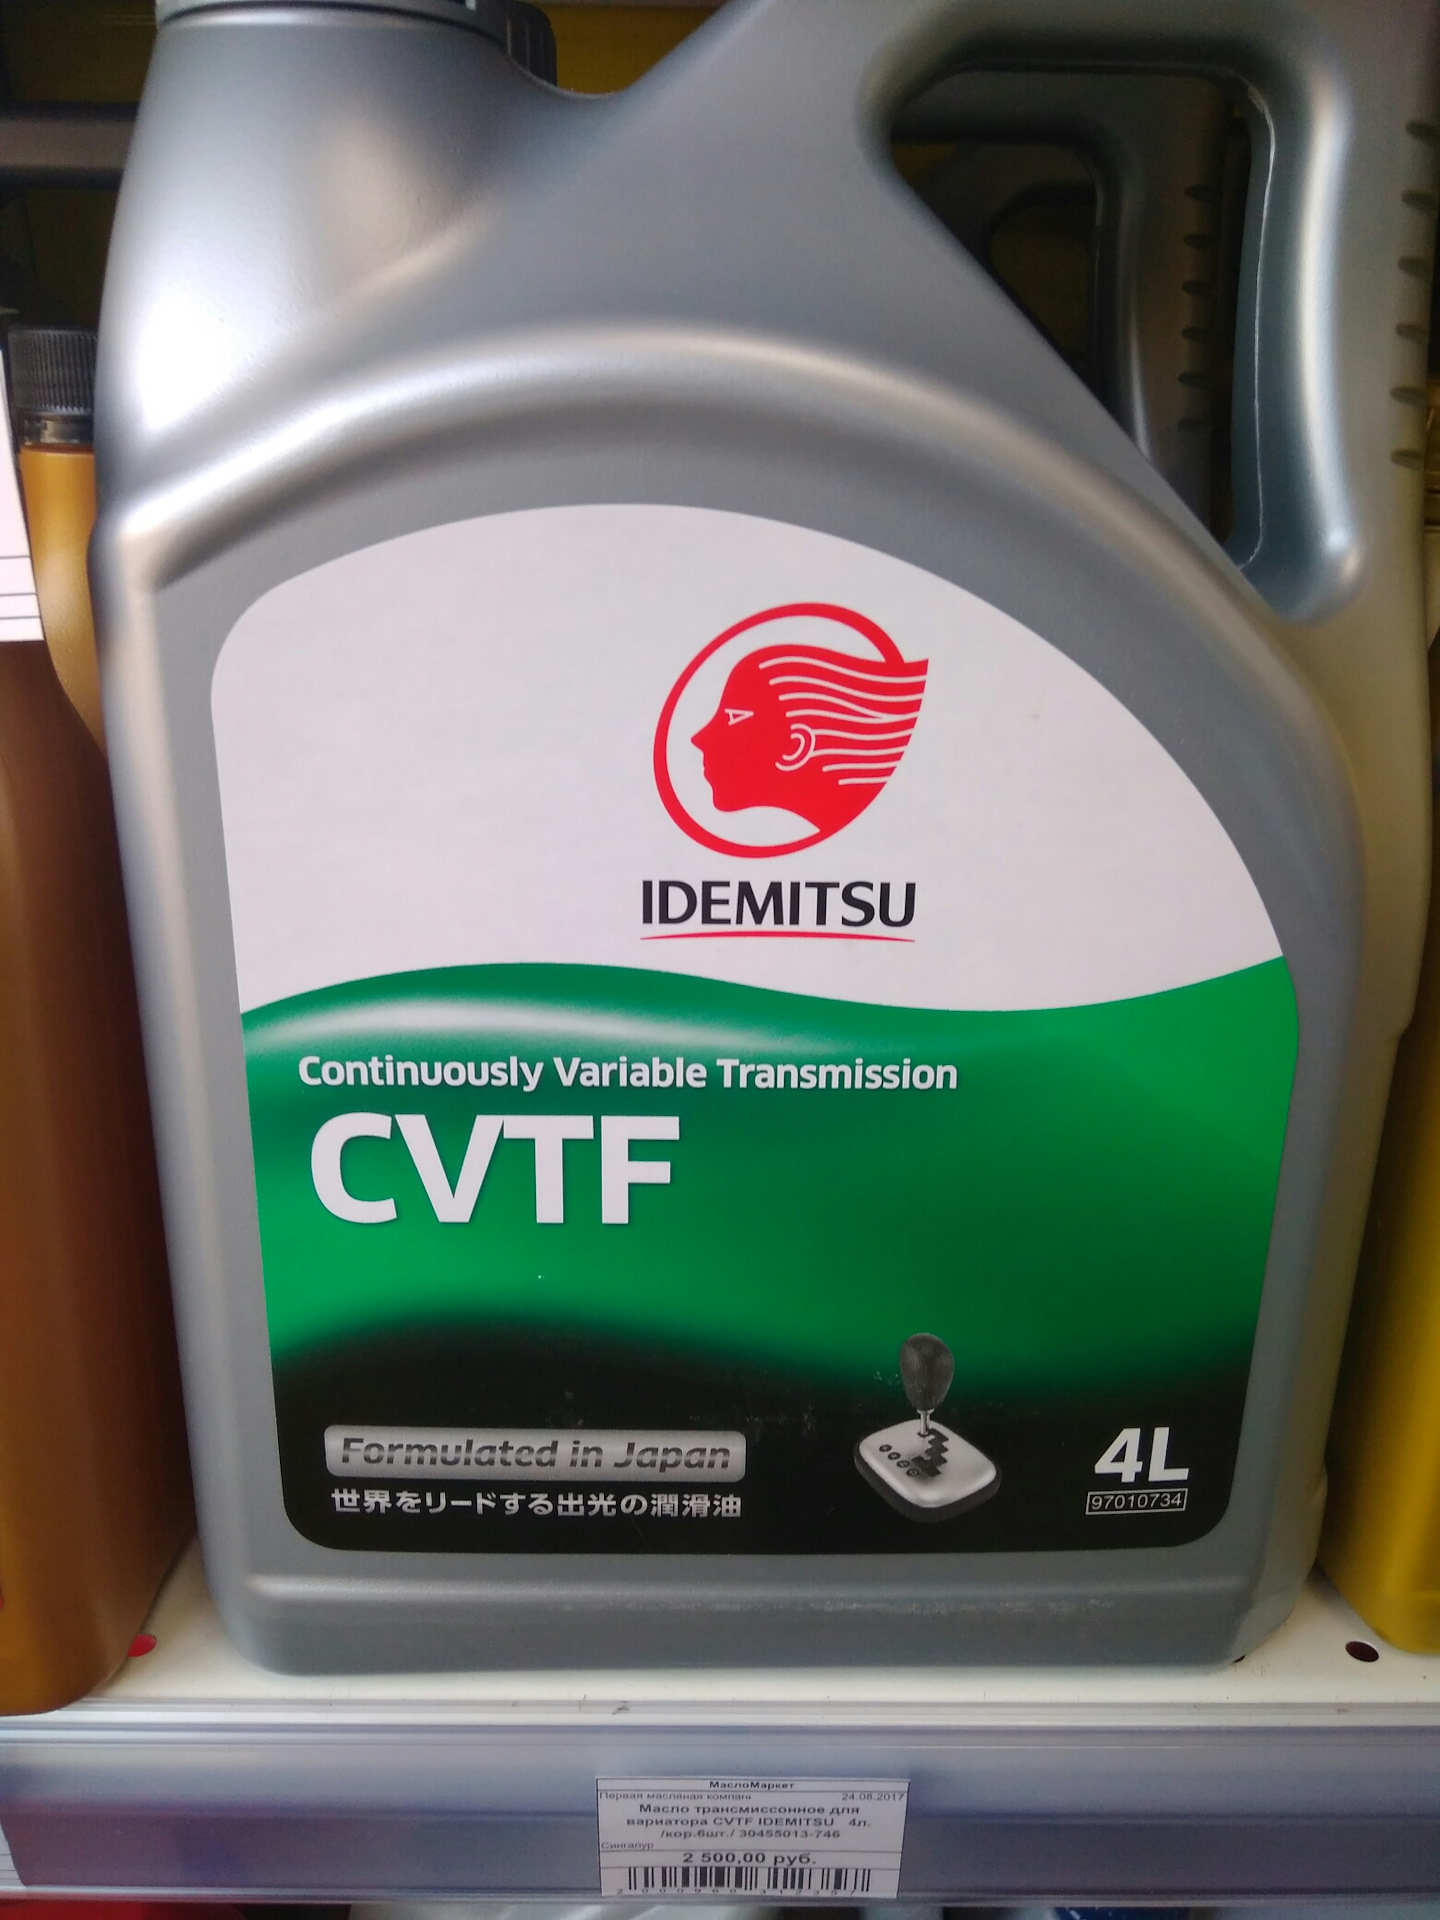 IDEMITSU
Continuously Variable Transmission
CVTF
Formulated in Japan
世界をリードする出光の潤滑油
4L
97010734
МаслоМаркет
Первая масляная компани 24.08.2017
Масло трансмиссонное для
вариатора CVTF IDEMITSU 4л.
/кор.6шт./ 30455013-746
Сингапур
2 500,00 руб.